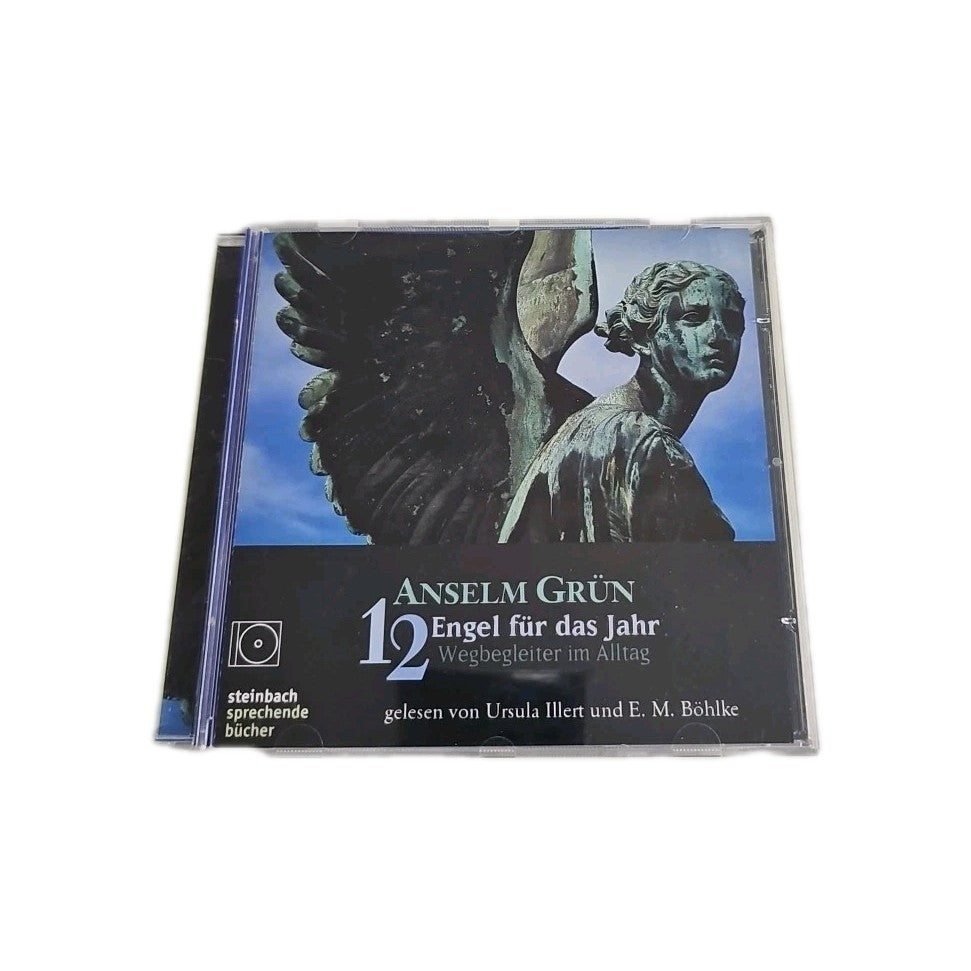 ANSELM GRÜN
12 Engel für das Jahr
Wegbegleiter im Alltag
gelesen von Ursula Illert und E. M. Böhlke
steinbach
sprechende
bücher